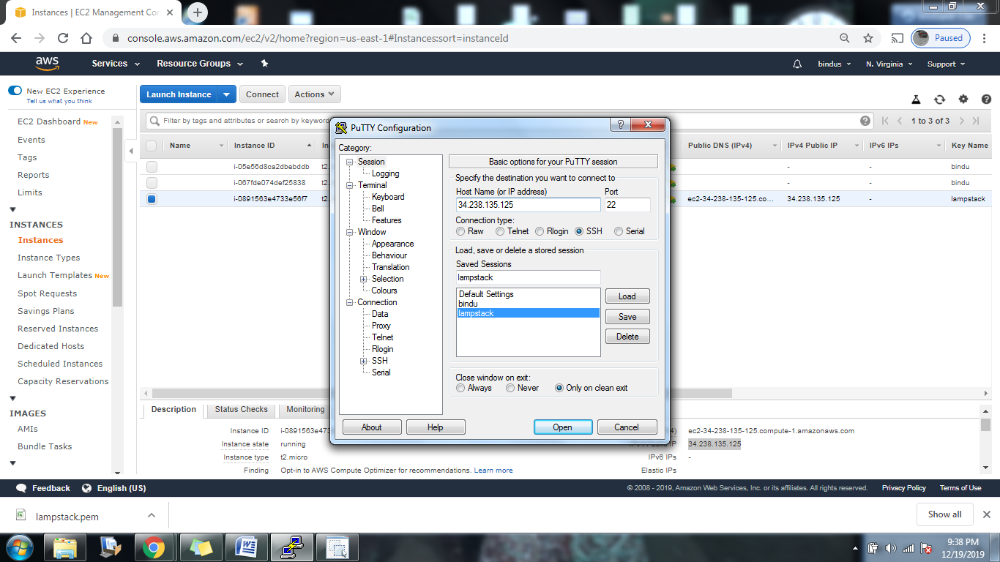 Instances | EC2 Management Cor
console.aws.amazon.com/ec2/v2/home?region=us-east-1#Instances:sort=instanceId
Paused
aws
Services
Resource Groups
bindus
N. Virginia
Support
New EC2 Experience
Tell us what you think
EC2 Dashboard New
Events
Tags
Reports
Limits
INSTANCES
Instances
Instance Types
Launch Templates New
Spot Requests
Savings Plans
Reserved Instances
Dedicated Hosts
Scheduled Instances
Capacity Reservations
IMAGES
AMIs
Bundle Tasks
Launch Instance
Connect
Actions
Filter by tags and attributes or search by keyword
1 to 3 of 3
Name
Instance ID
Public DNS (IPv4)
IPv4 Public IP
IPv6 IPs
Key Name
i-05e56d8ca2dbebddb t2. - - bindu
i-067fde074def25838 t2. - - bindu
i-0891563e4733e56f7 t2. ec2-34-238-135-125.co... 34.238.135.125 - lampstack
PuTTY Configuration
Category:
Session
Logging
Terminal
Keyboard
Bell
Features
Window
Appearance
Behaviour
Translation
Selection
Colours
Connection
Data
Proxy
Telnet
Rlogin
SSH
Serial
Basic options for your PuTTY session
Specify the destination you want to connect to
Host Name (or IP address)
Port
34.238.135.125
22
Connection type:
Raw
Telnet
Rlogin
SSH
Serial
Load, save or delete a stored session
Saved Sessions
lampstack
Default Settings
bindu
lampstack
Load
Save
Delete
Close window on exit:
Always
Never
Only on clean exit
About
Help
Open
Cancel
Description
Status Checks
Monitoring
Instance ID i-0891563e473
ec2-34-238-135-125.compute-1.amazonaws.com
Instance state running
34.238.135.125
Instance type t2.micro
IPv6 IPs -
Finding Opt-in to AWS Compute Optimizer for recommendations. Learn more
Elastic IPs
Feedback
English (US)
© 2008 - 2019, Amazon Web Services, Inc. or its affiliates. All rights reserved.
Privacy Policy
Terms of Use
lampstack.pem
Show all
9:38 PM
12/19/2019